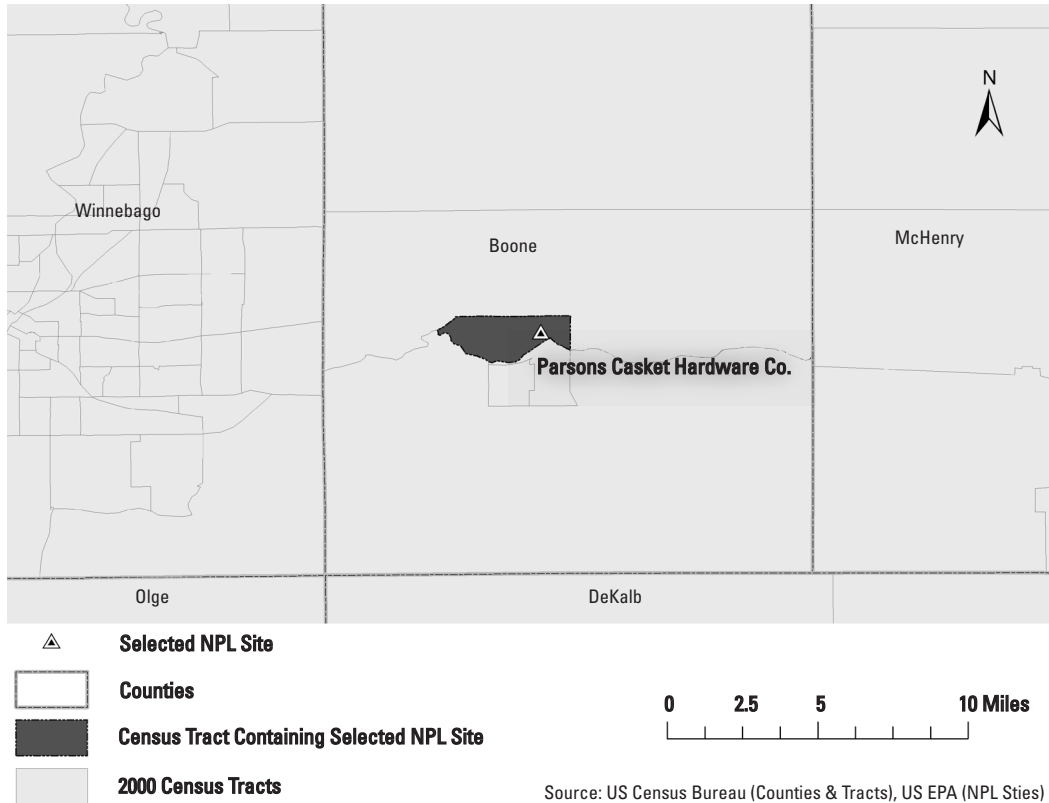 N
Winnebago
Boone
McHenry
Parsons Casket Hardware Co.
Olge
DeKalb
Selected NPL Site
Counties
Census Tract Containing Selected NPL Site
2000 Census Tracts
0 2.5 5 10 Miles
Source: US Census Bureau (Counties & Tracts), US EPA (NPL Sties)